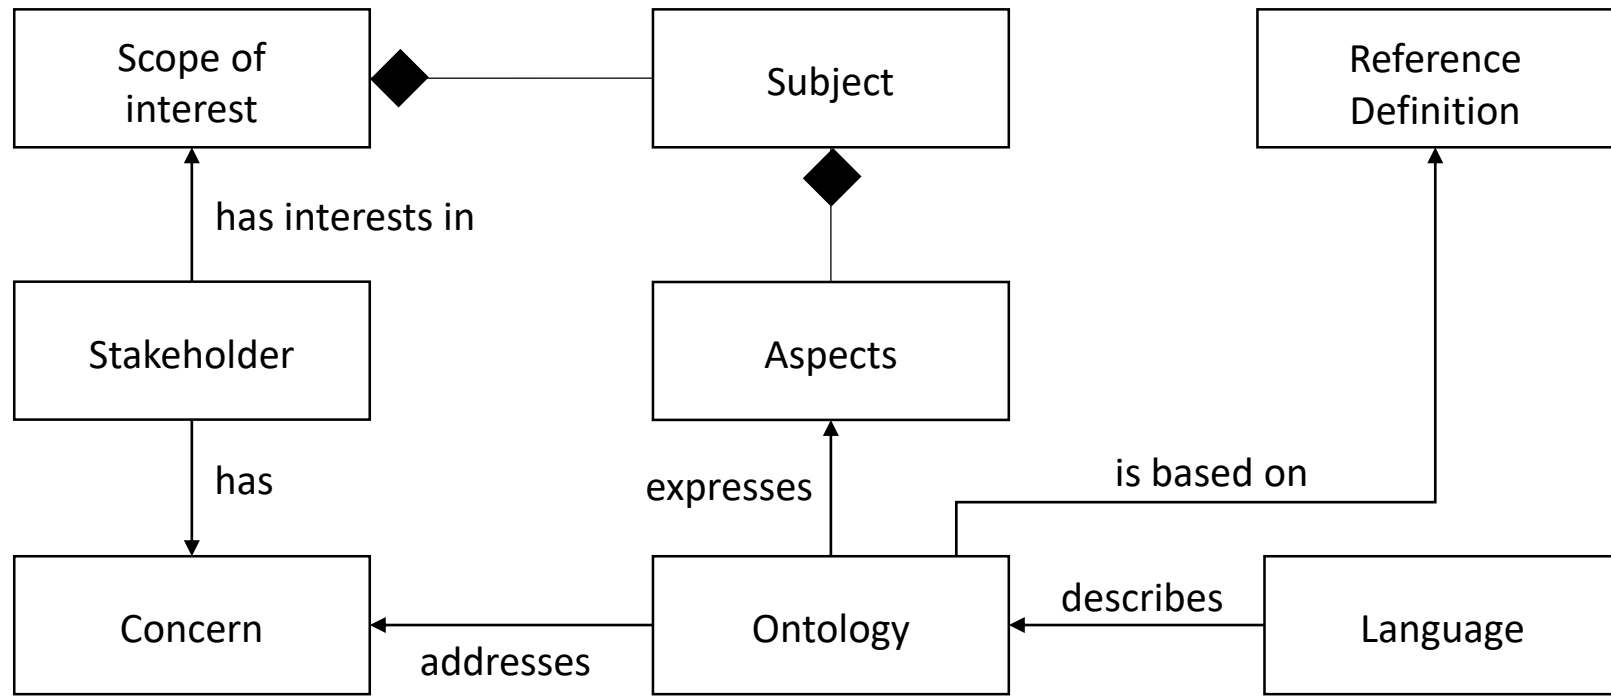 Scope of
interest
Subject
Reference
Definition
has interests in
Stakeholder
Aspects
has
expresses
is based on
Concern
addresses
Ontology
describes
Language